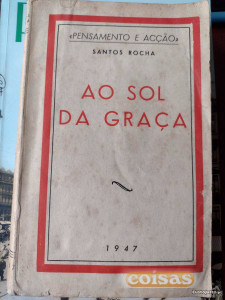 «PENSAMENTO E ACÇÃO»
SANTOS ROCHA
AO SOL
DA GRAÇA
1947
coisas